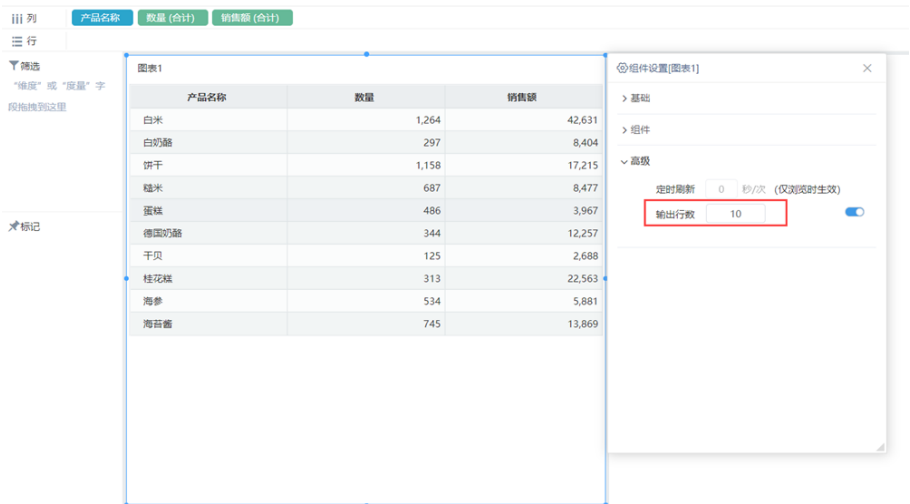 列 产品名称 数量 (合计) 销售额 (合计)
行
筛选
“维度”或“度量”字
段拖拽到这里
标记
图表1
产品名称 数量 销售额
白米 1,264 42,631
白奶酪 297 8,404
饼干 1,158 17,215
糙米 687 8,477
蛋糕 486 3,967
德国奶酪 344 12,257
干贝 125 2,688
桂花糕 313 22,563
海参 534 5,881
海苔酱 745 13,869
组件设置[图表1]
基础
组件
高级
定时刷新 0 秒/次 (仅浏览时生效)
输出行数 10